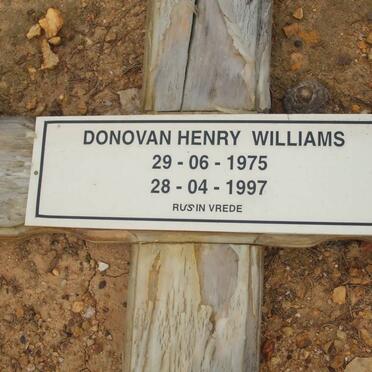 DONOVAN HENRY WILLIAMS
29 - 06 - 1975
28 - 04 - 1997
RUS IN VREDE